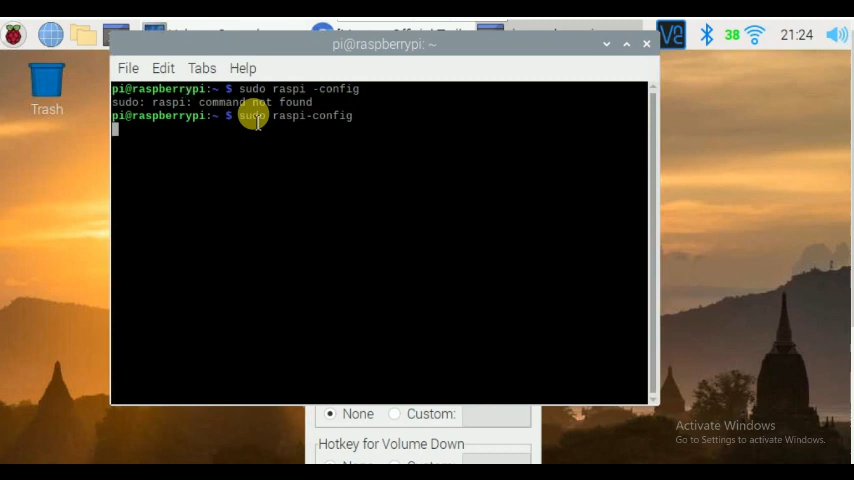 38
21:24
pi@raspberrypi: ~
File Edit Tabs Help
pi@raspberrypi:~ $ sudo raspi -config
sudo: raspi: command not found
pi@raspberrypi:~ $ sudo raspi-config
Trash
None Custom:
Hotkey for Volume Down
Activate Windows
Go to Settings to activate Windows.